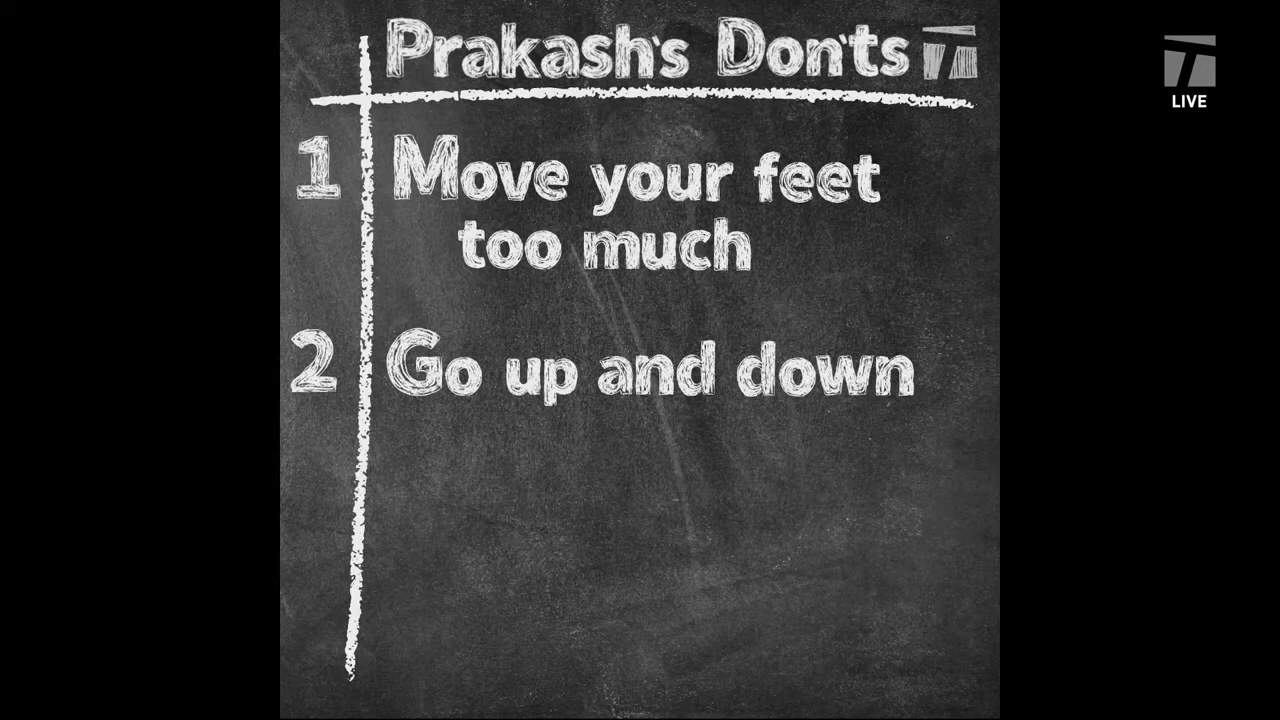 Prakash's Don'ts
1 Move your feet
too much
2 Go up and down
LIVE